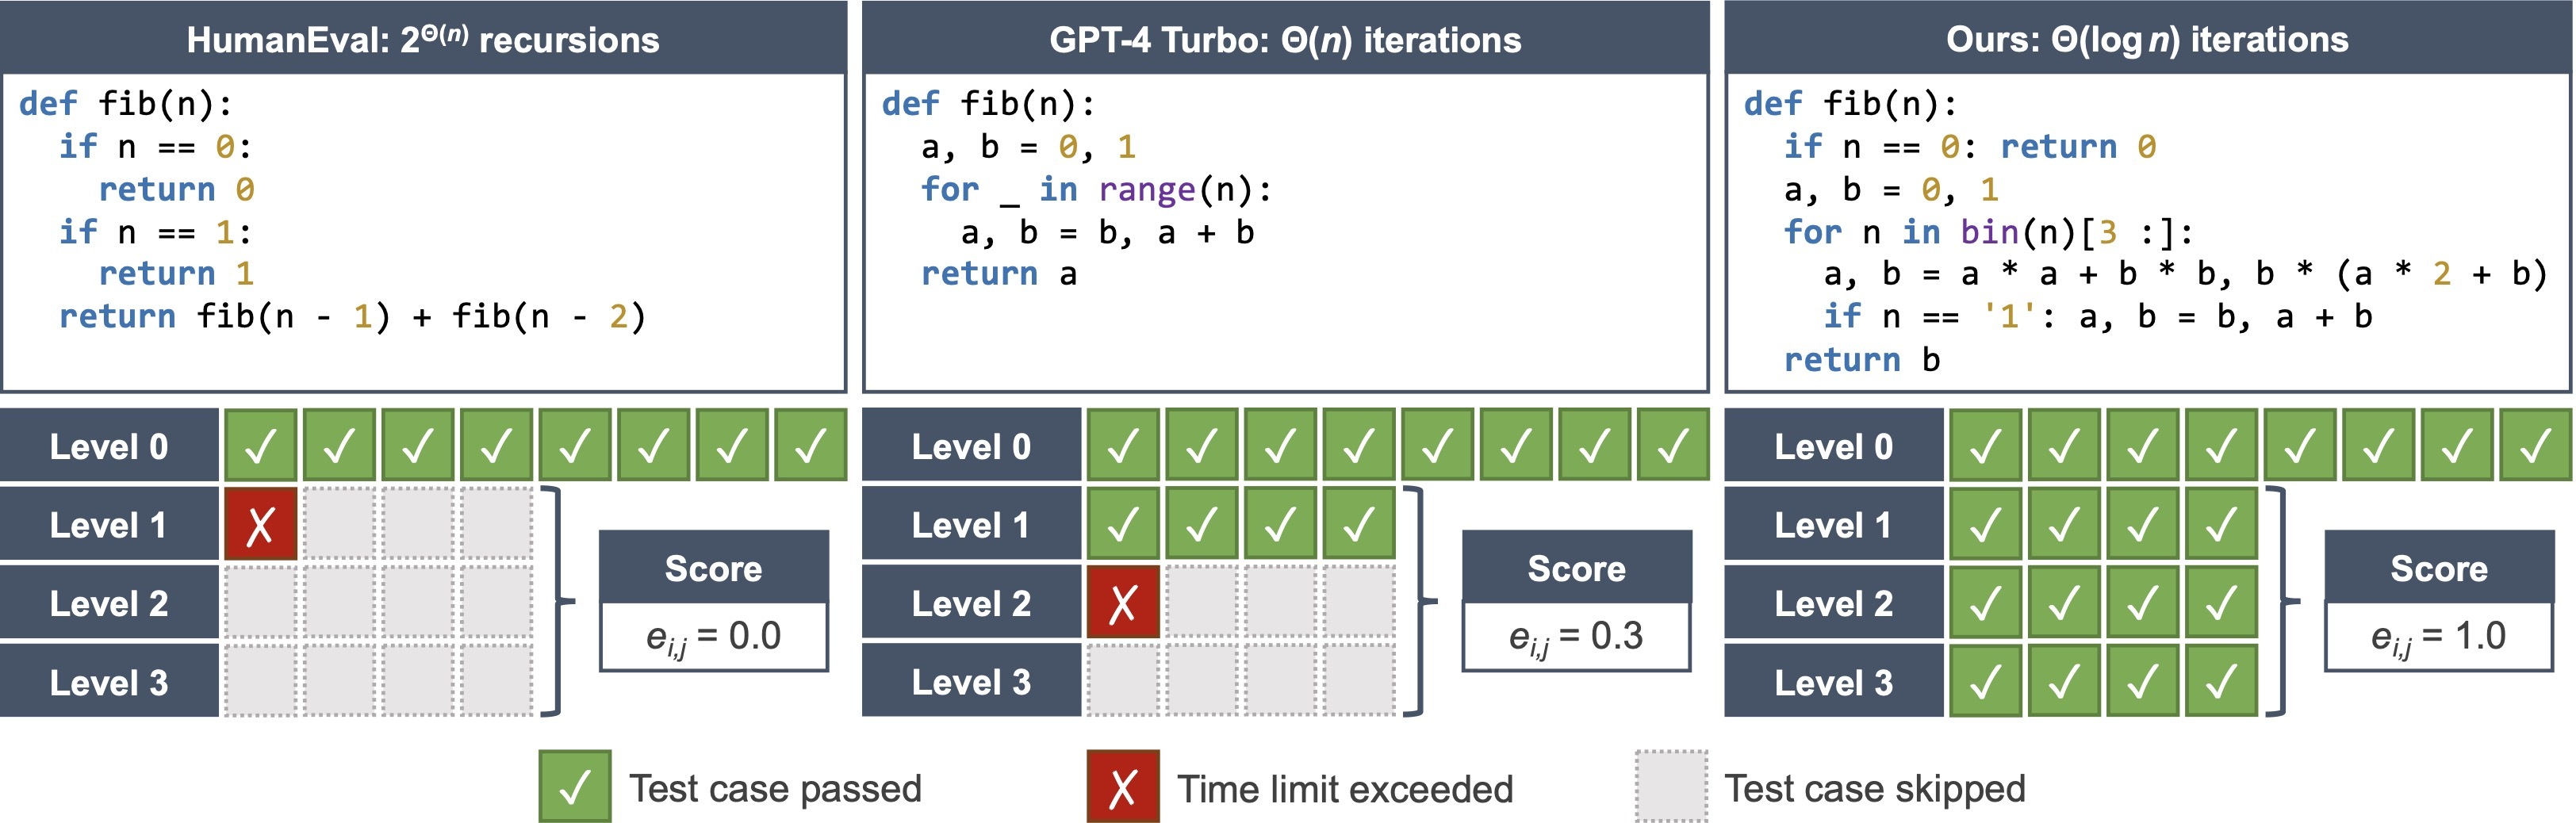 HumanEval: 2^Θ(n) recursions
def fib(n):
  if n == 0:
    return 0
  if n == 1:
    return 1
  return fib(n - 1) + fib(n - 2)
Level 0 ✓ ✓ ✓ ✓ ✓ ✓ ✓ ✓
Level 1 ✗
Level 2
Level 3
Score
e_i,j = 0.0
GPT-4 Turbo: Θ(n) iterations
def fib(n):
  a, b = 0, 1
  for _ in range(n):
    a, b = b, a + b
  return a
Level 0 ✓ ✓ ✓ ✓ ✓ ✓ ✓ ✓
Level 1 ✓ ✓ ✓ ✓
Level 2 ✗
Level 3
Score
e_i,j = 0.3
Ours: Θ(log n) iterations
def fib(n):
  if n == 0: return 0
  a, b = 0, 1
  for n in bin(n)[3 :]:
    a, b = a * a + b * b, b * (a * 2 + b)
    if n == '1': a, b = b, a + b
  return b
Level 0 ✓ ✓ ✓ ✓ ✓ ✓ ✓ ✓
Level 1 ✓ ✓ ✓ ✓
Level 2 ✓ ✓ ✓ ✓
Level 3 ✓ ✓ ✓ ✓
Score
e_i,j = 1.0
✓ Test case passed
✗ Time limit exceeded
Test case skipped